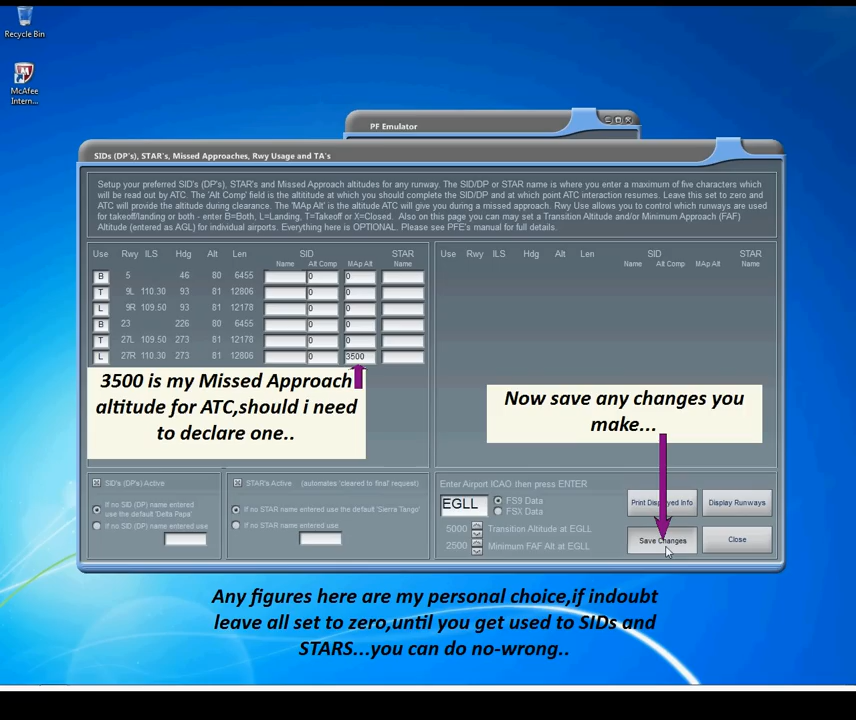 Recycle Bin
McAfee
Intern...
PF Emulator
SIDs (DP's), STAR's, Missed Approaches, Rwy Usage and TA's
Setup your preferred SID's (DP's), STAR's and Missed Approach altitudes for any runway. The SID/DP or STAR name is where you enter a maximum of five characters which
will be read out by ATC. The 'Alt Comp' field is the altitude at which you should complete the SID/DP and at which point ATC interaction resumes. Leave this set to zero and
ATC will provide the altitude during clearance. The 'MAp Alt' is the altitude ATC will give you during a missed approach. Rwy Use allows you to control which runways are used
for takeoff/landing or both - enter B=Both, L=Landing, T=Takeoff or X=Closed. Also on this page you can may set a Transition Altitude and/or Minimum Approach (FAF)
Altitude (entered as AGL) for individual airports. Everything here is OPTIONAL. Please see PFE's manual for full details.
Use Rwy ILS Hdg Alt Len SID STAR
Name Alt Comp MAp Alt Name
B 5 46 80 6455 0 0
T 9L 110.30 93 81 12806 0 0
L 9R 109.50 93 81 12178 0 0
B 23 226 80 6455 0 0
T 27L 109.50 273 81 12178 0 0
L 27R 110.30 273 81 12806 0 3500
Use Rwy ILS Hdg Alt Len SID STAR
Name Alt Comp MAp Alt Name
3500 is my Missed Approach
altitude for ATC,should i need
to declare one..
Now save any changes you
make...
SID's (DP's) Active
If no SID (DP) name entered
use the default 'Delta Papa'
If no SID (DP) name entered use
STAR's Active (automates 'cleared to final' request)
If no STAR name entered use the default 'Sierra Tango'
If no STAR name entered use
Enter Airport ICAO then press ENTER
EGLL
FS9 Data
FSX Data
5000 Transition Altitude at EGLL
2500 Minimum FAF Alt at EGLL
Print Displayed Info
Display Runways
Save Changes
Close
Any figures here are my personal choice,if indoubt
leave all set to zero,until you get used to SIDs and
STARS...you can do no-wrong..